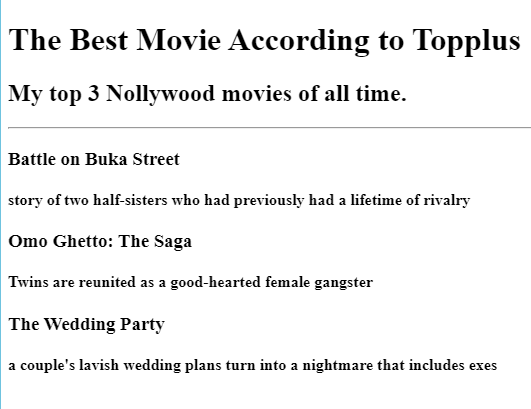 The Best Movie According to Topplus
My top 3 Nollywood movies of all time.
Battle on Buka Street
story of two half-sisters who had previously had a lifetime of rivalry
Omo Ghetto: The Saga
Twins are reunited as a good-hearted female gangster
The Wedding Party
a couple's lavish wedding plans turn into a nightmare that includes exes